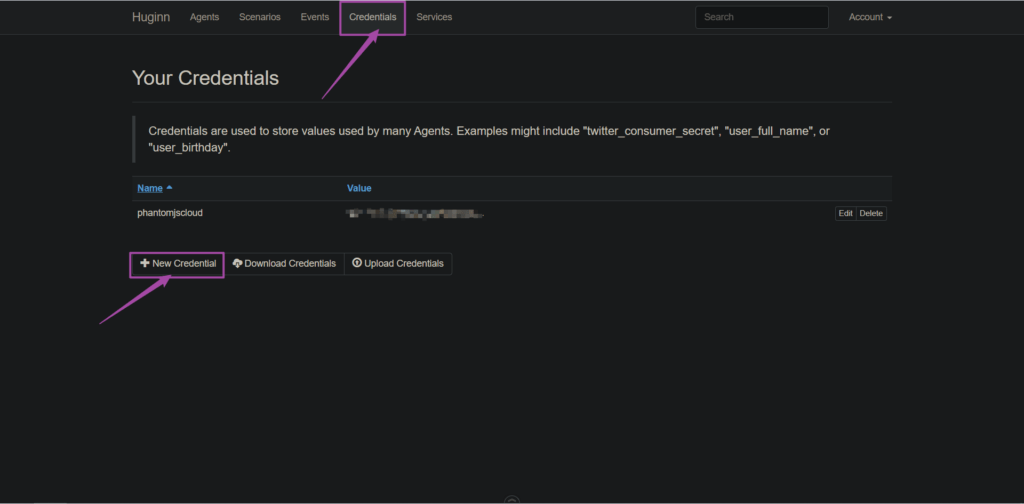 Huginn Agents Scenarios Events Credentials Services Search Account
Your Credentials
Credentials are used to store values used by many Agents. Examples might include "twitter_consumer_secret", "user_full_name", or
"user_birthday".
Name Value
phantomjscloud Edit Delete
New Credential Download Credentials Upload Credentials